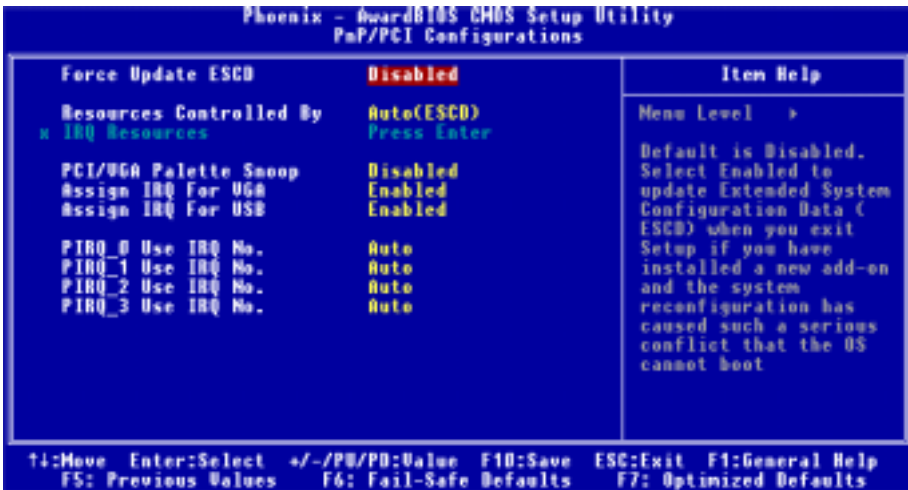 Phoenix - AwardBIOS CMOS Setup Utility
PnP/PCI Configurations
Force Update ESCD Disabled
Resources Controlled By Auto(ESCD)
x IRQ Resources Press Enter
PCI/VGA Palette Snoop Disabled
Assign IRQ For VGA Enabled
Assign IRQ For USB Enabled
PIRQ_0 Use IRQ No. Auto
PIRQ_1 Use IRQ No. Auto
PIRQ_2 Use IRQ No. Auto
PIRQ_3 Use IRQ No. Auto
Item Help
Menu Level ▸
Default is Disabled.
Select Enabled to
update Extended System
Configuration Data (
ESCD) when you exit
Setup if you have
installed a new add-on
and the system
reconfiguration has
caused such a serious
conflict that the OS
cannot boot
↑↓:Move Enter:Select +/-/PU/PD:Value F10:Save ESC:Exit F1:General Help
F5: Previous Values F6: Fail-Safe Defaults F7: Optimized Defaults